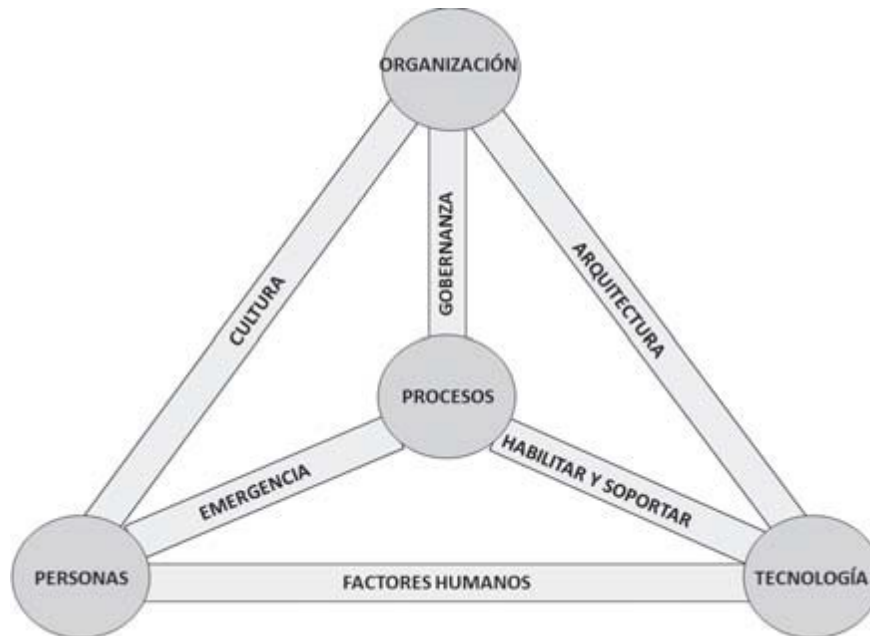 ORGANIZACIÓN
GOBERNANZA
CULTURA
ARQUITECTURA
PROCESOS
EMERGENCIA
HABILITAR Y SOPORTAR
PERSONAS
FACTORES HUMANOS
TECNOLOGÍA